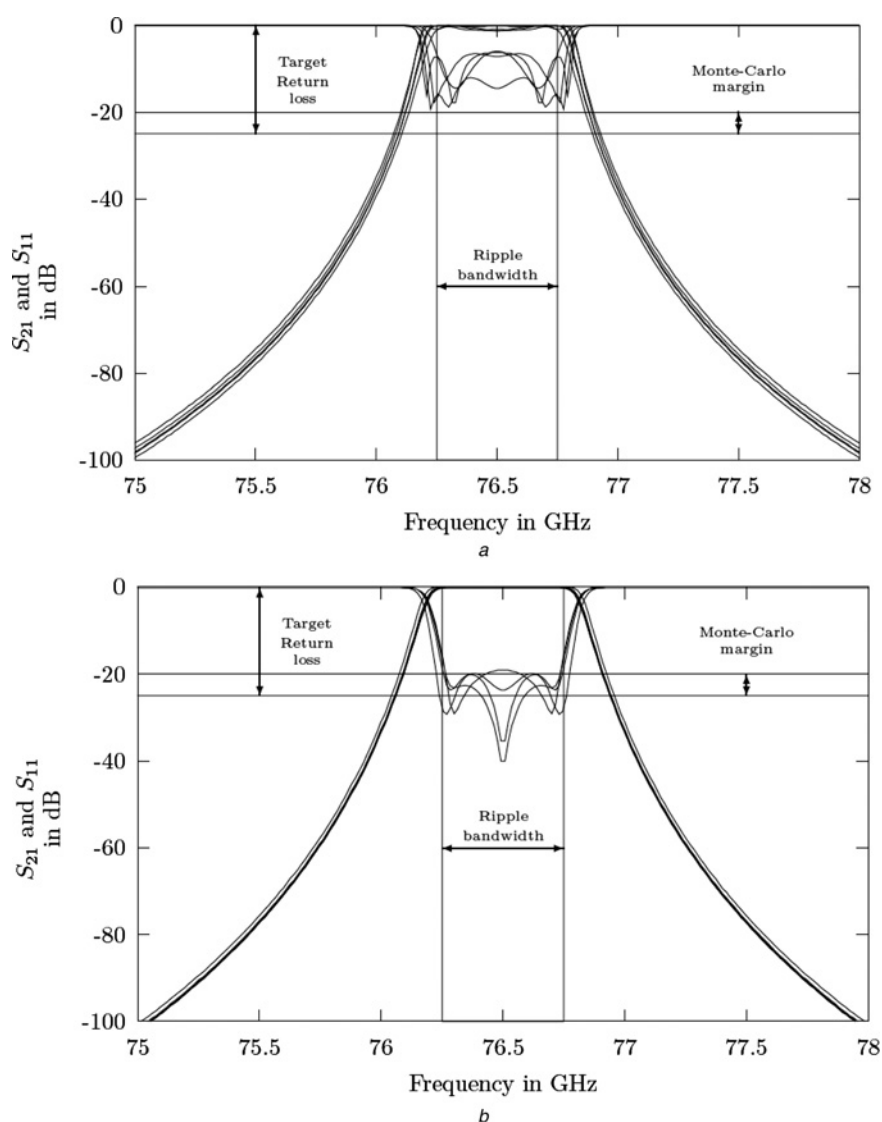 0
Target
Return
loss
Monte-Carlo
margin
-20
-40
S21 and S11
in dB
Ripple
bandwidth
-60
-80
-100
75
75.5
76
76.5
77
77.5
78
Frequency in GHz
a
0
Target
Return
loss
Monte-Carlo
margin
-20
-40
S21 and S11
in dB
Ripple
bandwidth
-60
-80
-100
75
75.5
76
76.5
77
77.5
78
Frequency in GHz
b